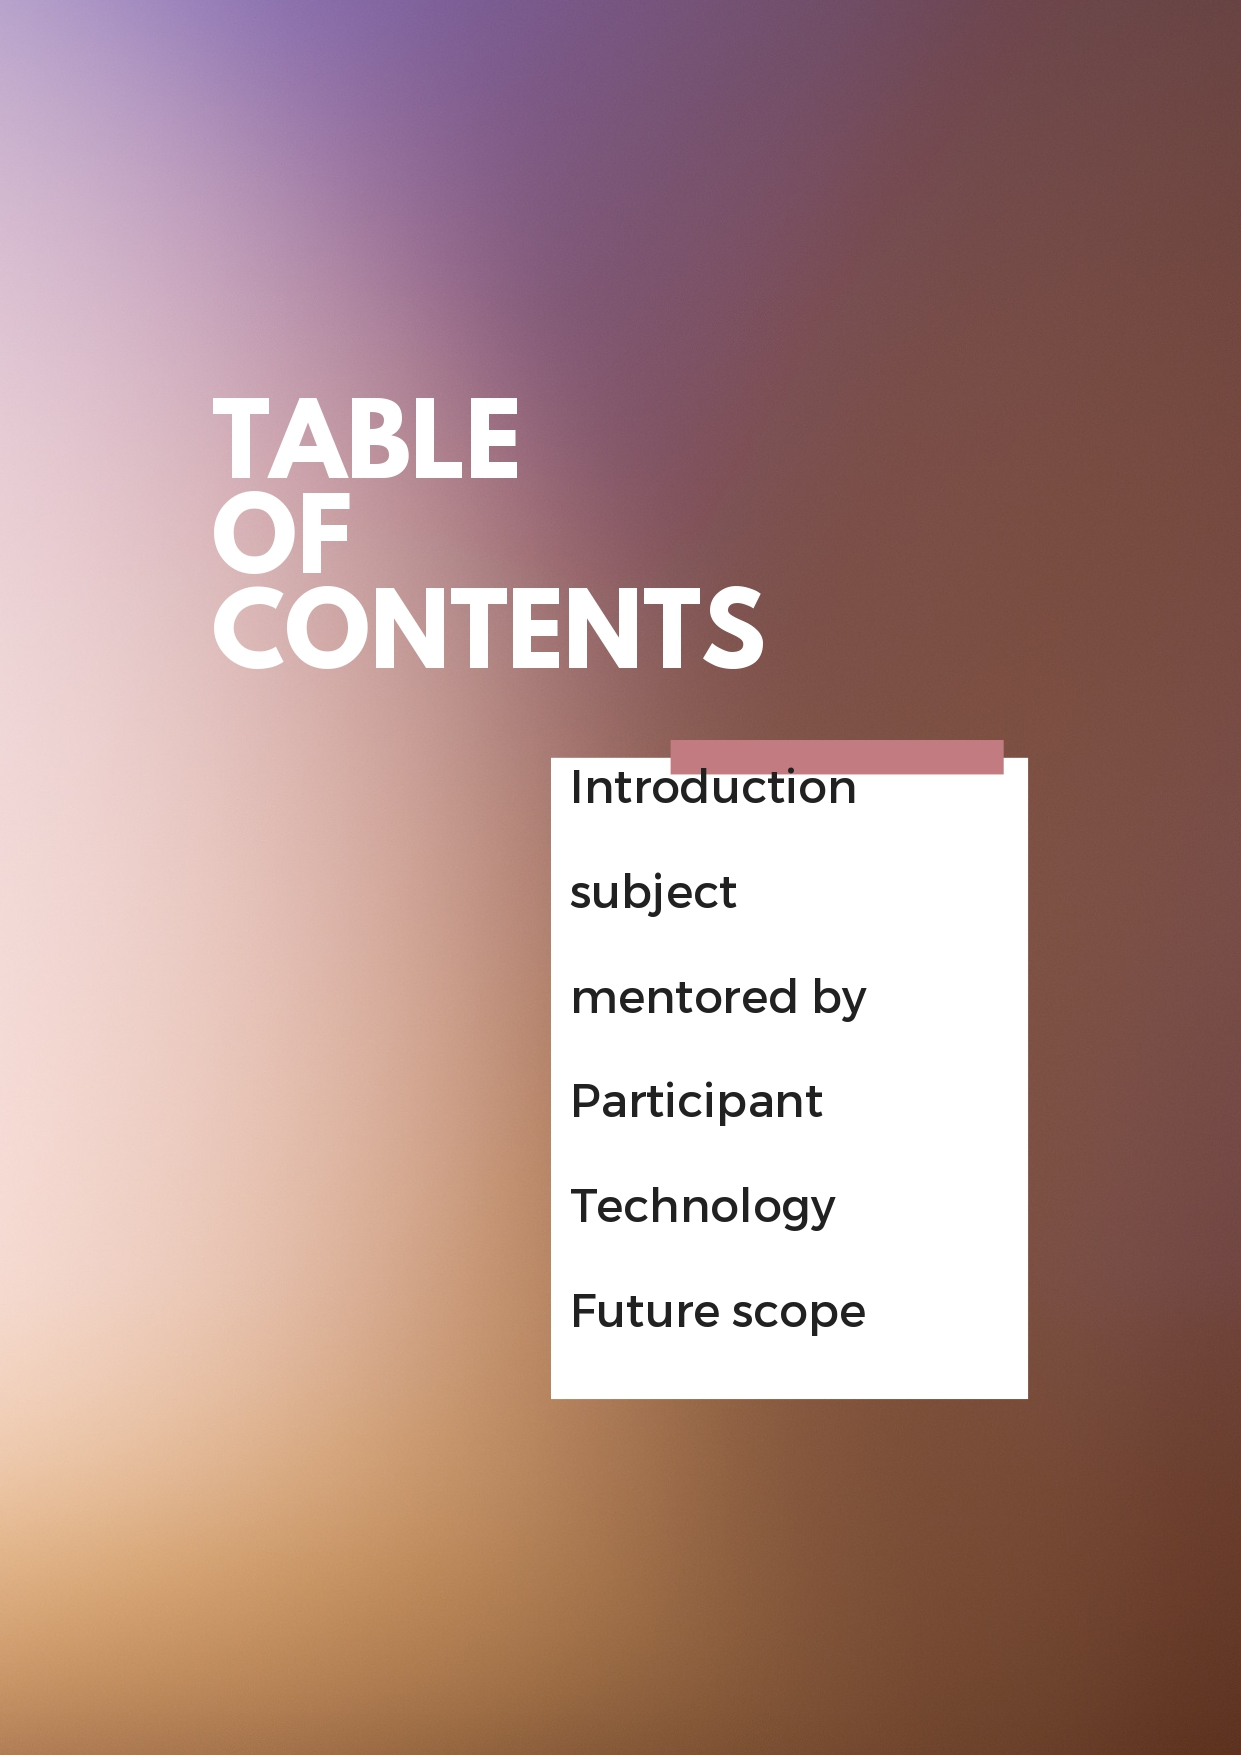 TABLE
OF
CONTENTS
Introduction
subject
mentored by
Participant
Technology
Future scope